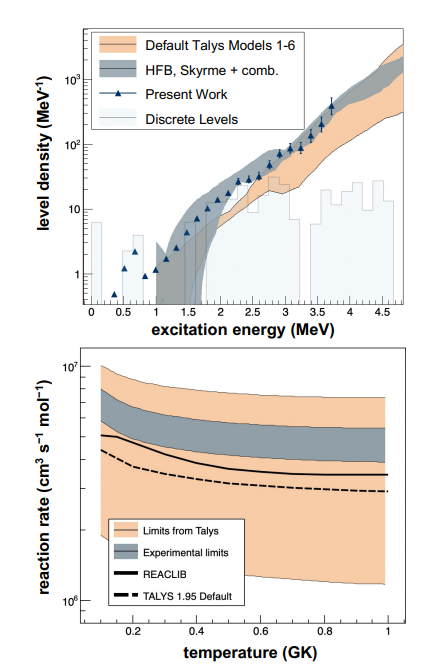 Default Talys Models 1-6
HFB, Skyrme + comb.
Present Work
Discrete Levels
level density (MeV⁻¹)
10³
10²
10
1
0 0.5 1 1.5 2 2.5 3 3.5 4 4.5
excitation energy (MeV)
reaction rate (cm³ s⁻¹ mol⁻¹)
10⁷
10⁶
Limits from Talys
Experimental limits
REACLIB
TALYS 1.95 Default
0.2 0.4 0.6 0.8 1
temperature (GK)